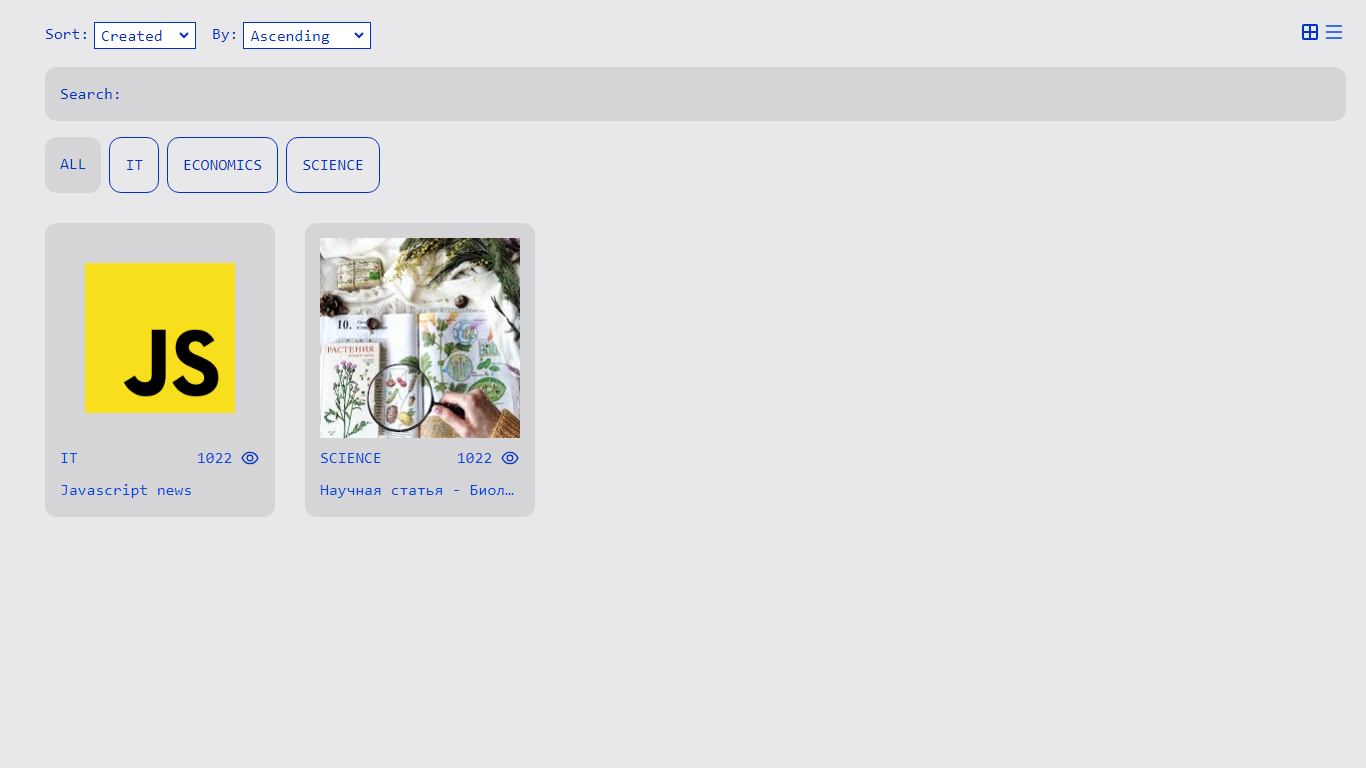 Sort: Created By: Ascending
Search:
ALL IT ECONOMICS SCIENCE
JS
10.
РАСТЕНИЯ
IT 1022
SCIENCE 1022
Javascript news
Научная статья - Биол…